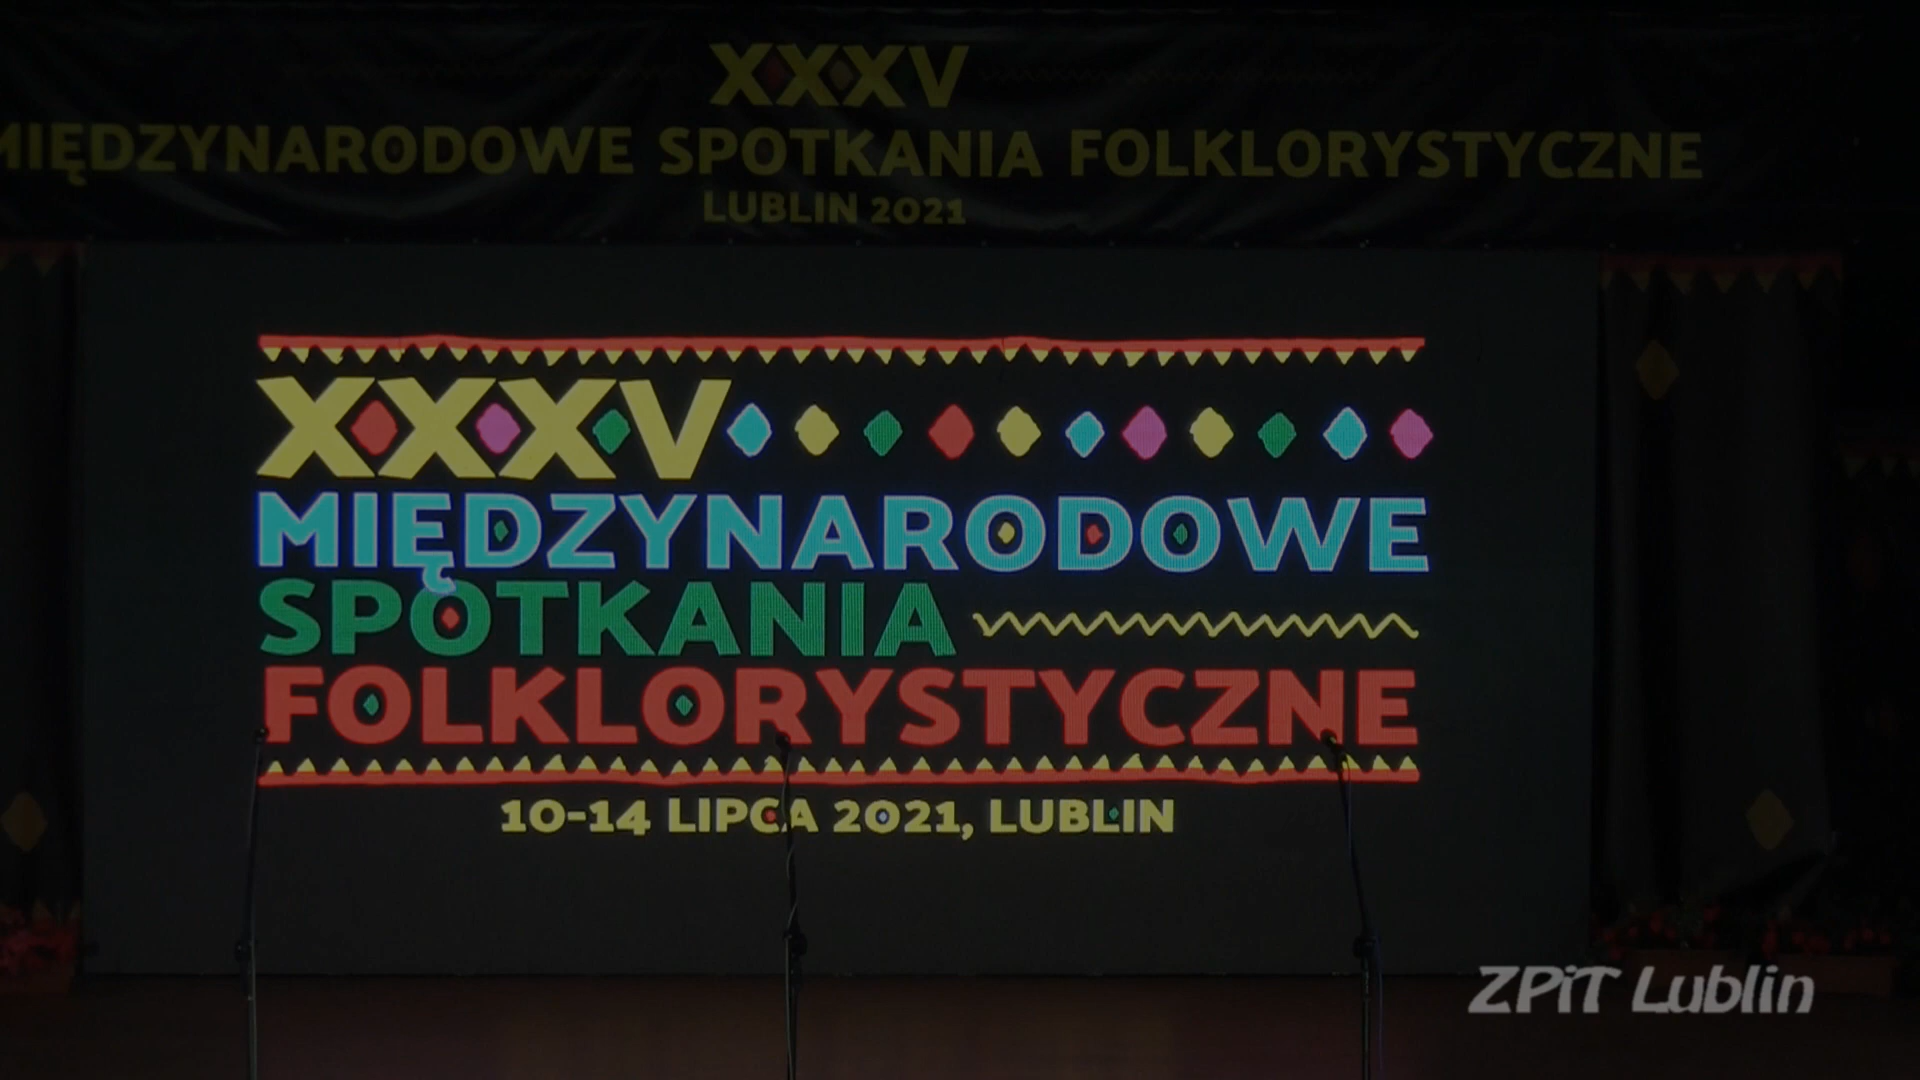 XXXV
MIĘDZYNARODOWE SPOTKANIA FOLKLORYSTYCZNE
LUBLIN 2021
XXXV
MIĘDZYNARODOWE
SPOTKANIA
FOLKLORYSTYCZNE
10-14 LIPCA 2021, LUBLIN
ZPiT Lublin